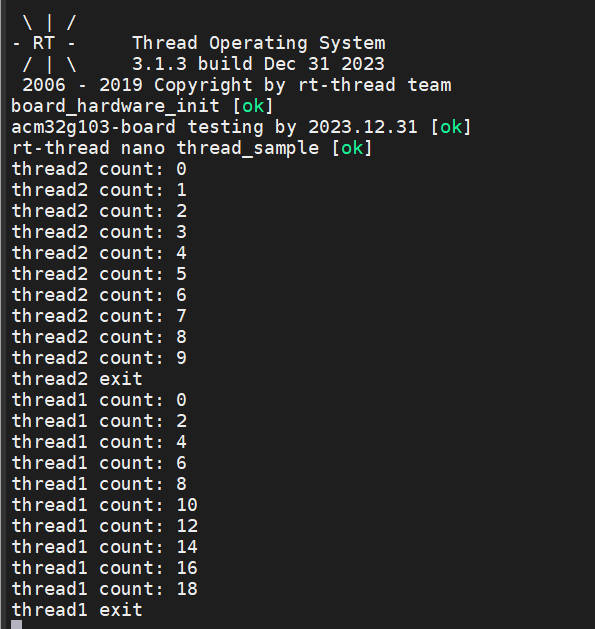 \ | /
- RT -     Thread Operating System
 / | \     3.1.3 build Dec 31 2023
 2006 - 2019 Copyright by rt-thread team
board_hardware_init [ok]
acm32g103-board testing by 2023.12.31 [ok]
rt-thread nano thread_sample [ok]
thread2 count: 0
thread2 count: 1
thread2 count: 2
thread2 count: 3
thread2 count: 4
thread2 count: 5
thread2 count: 6
thread2 count: 7
thread2 count: 8
thread2 count: 9
thread2 exit
thread1 count: 0
thread1 count: 2
thread1 count: 4
thread1 count: 6
thread1 count: 8
thread1 count: 10
thread1 count: 12
thread1 count: 14
thread1 count: 16
thread1 count: 18
thread1 exit